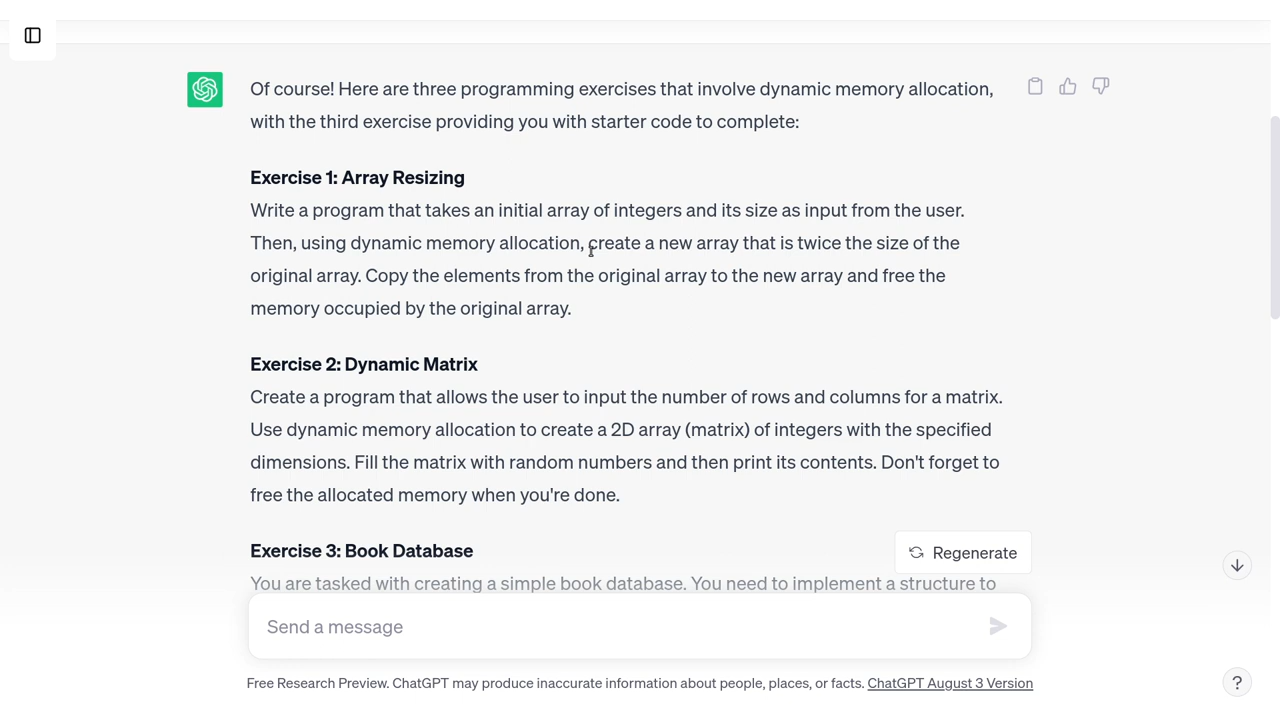 Of course! Here are three programming exercises that involve dynamic memory allocation,
with the third exercise providing you with starter code to complete:
Exercise 1: Array Resizing
Write a program that takes an initial array of integers and its size as input from the user.
Then, using dynamic memory allocation, create a new array that is twice the size of the
original array. Copy the elements from the original array to the new array and free the
memory occupied by the original array.
Exercise 2: Dynamic Matrix
Create a program that allows the user to input the number of rows and columns for a matrix.
Use dynamic memory allocation to create a 2D array (matrix) of integers with the specified
dimensions. Fill the matrix with random numbers and then print its contents. Don't forget to
free the allocated memory when you're done.
Exercise 3: Book Database
Regenerate
You are tasked with creating a simple book database. You need to implement a structure to
Send a message
Free Research Preview. ChatGPT may produce inaccurate information about people, places, or facts. ChatGPT August 3 Version
?